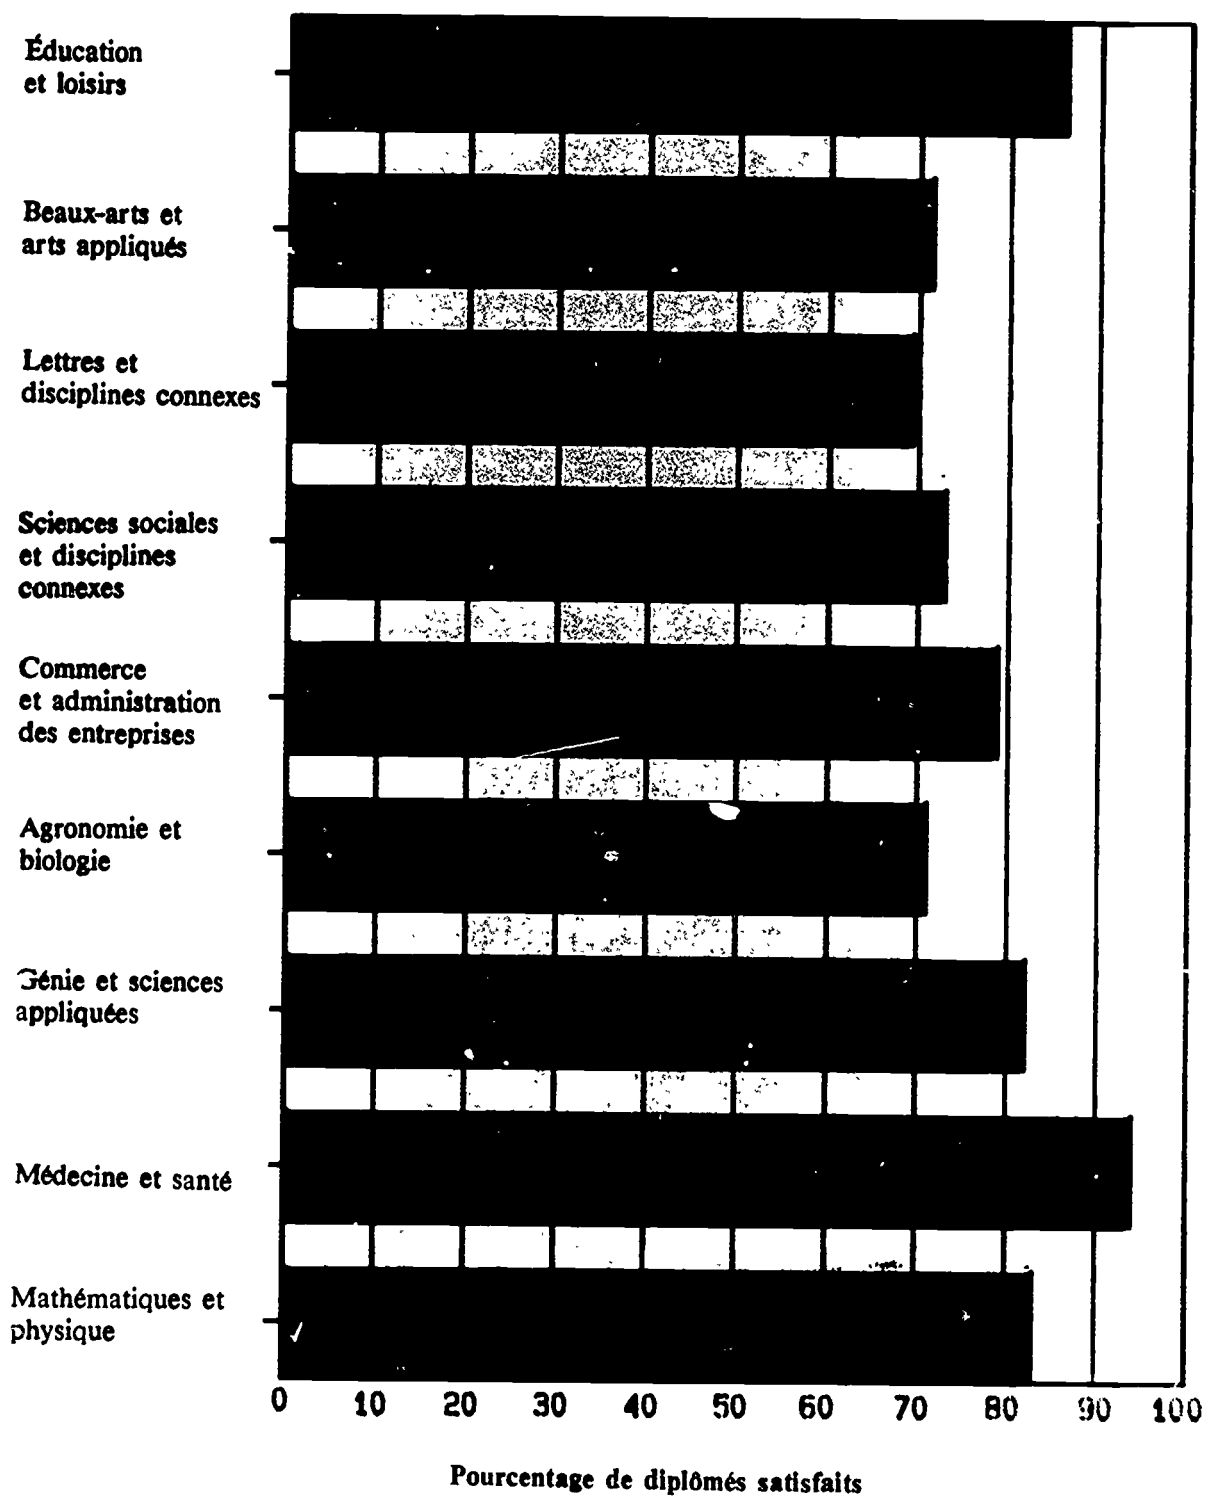 Éducation
et loisirs
Beaux-arts et
arts appliqués
Lettres et
disciplines connexes
Sciences sociales
et disciplines
connexes
Commerce
et administration
des entreprises
Agronomie et
biologie
Génie et sciences
appliquées
Médecine et santé
Mathématiques et
physique
0 10 20 30 40 50 60 70 80 90 100
Pourcentage de diplômés satisfaits